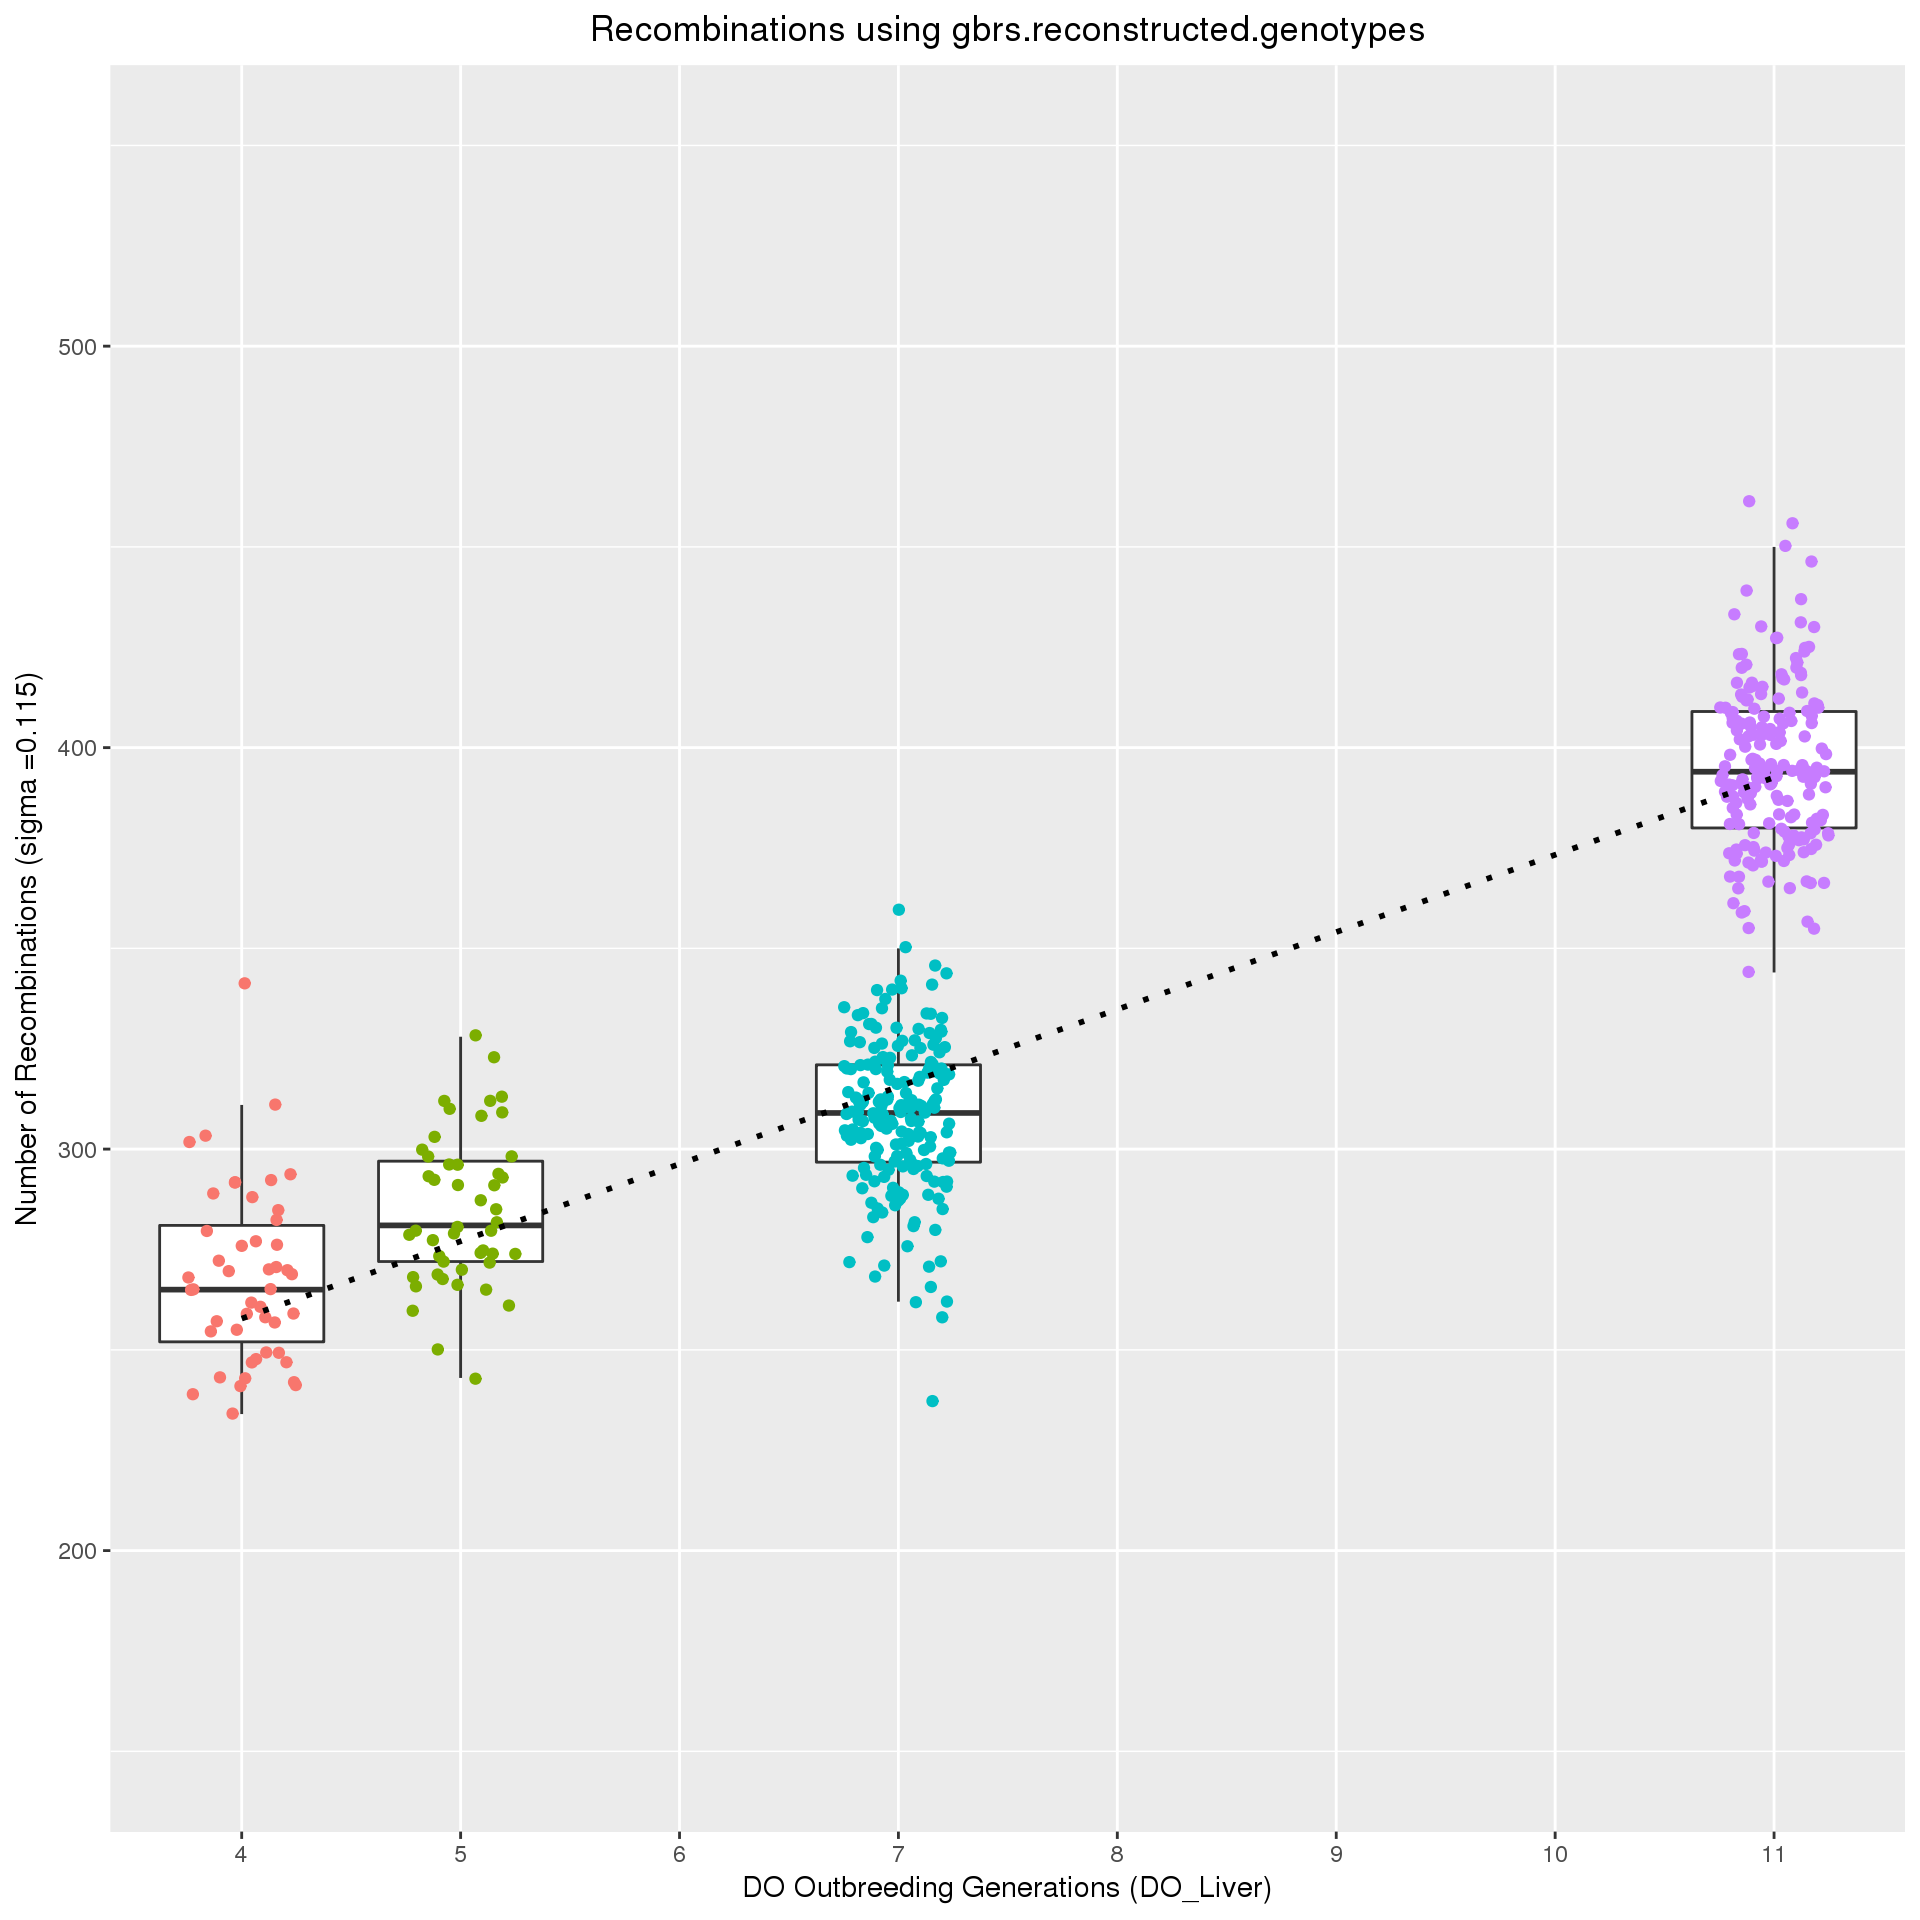 Recombinations using gbrs.reconstructed.genotypes
Number of Recombinations (sigma =0.115)
500
400
300
200
4 5 6 7 8 9 10 11
DO Outbreeding Generations (DO_Liver)